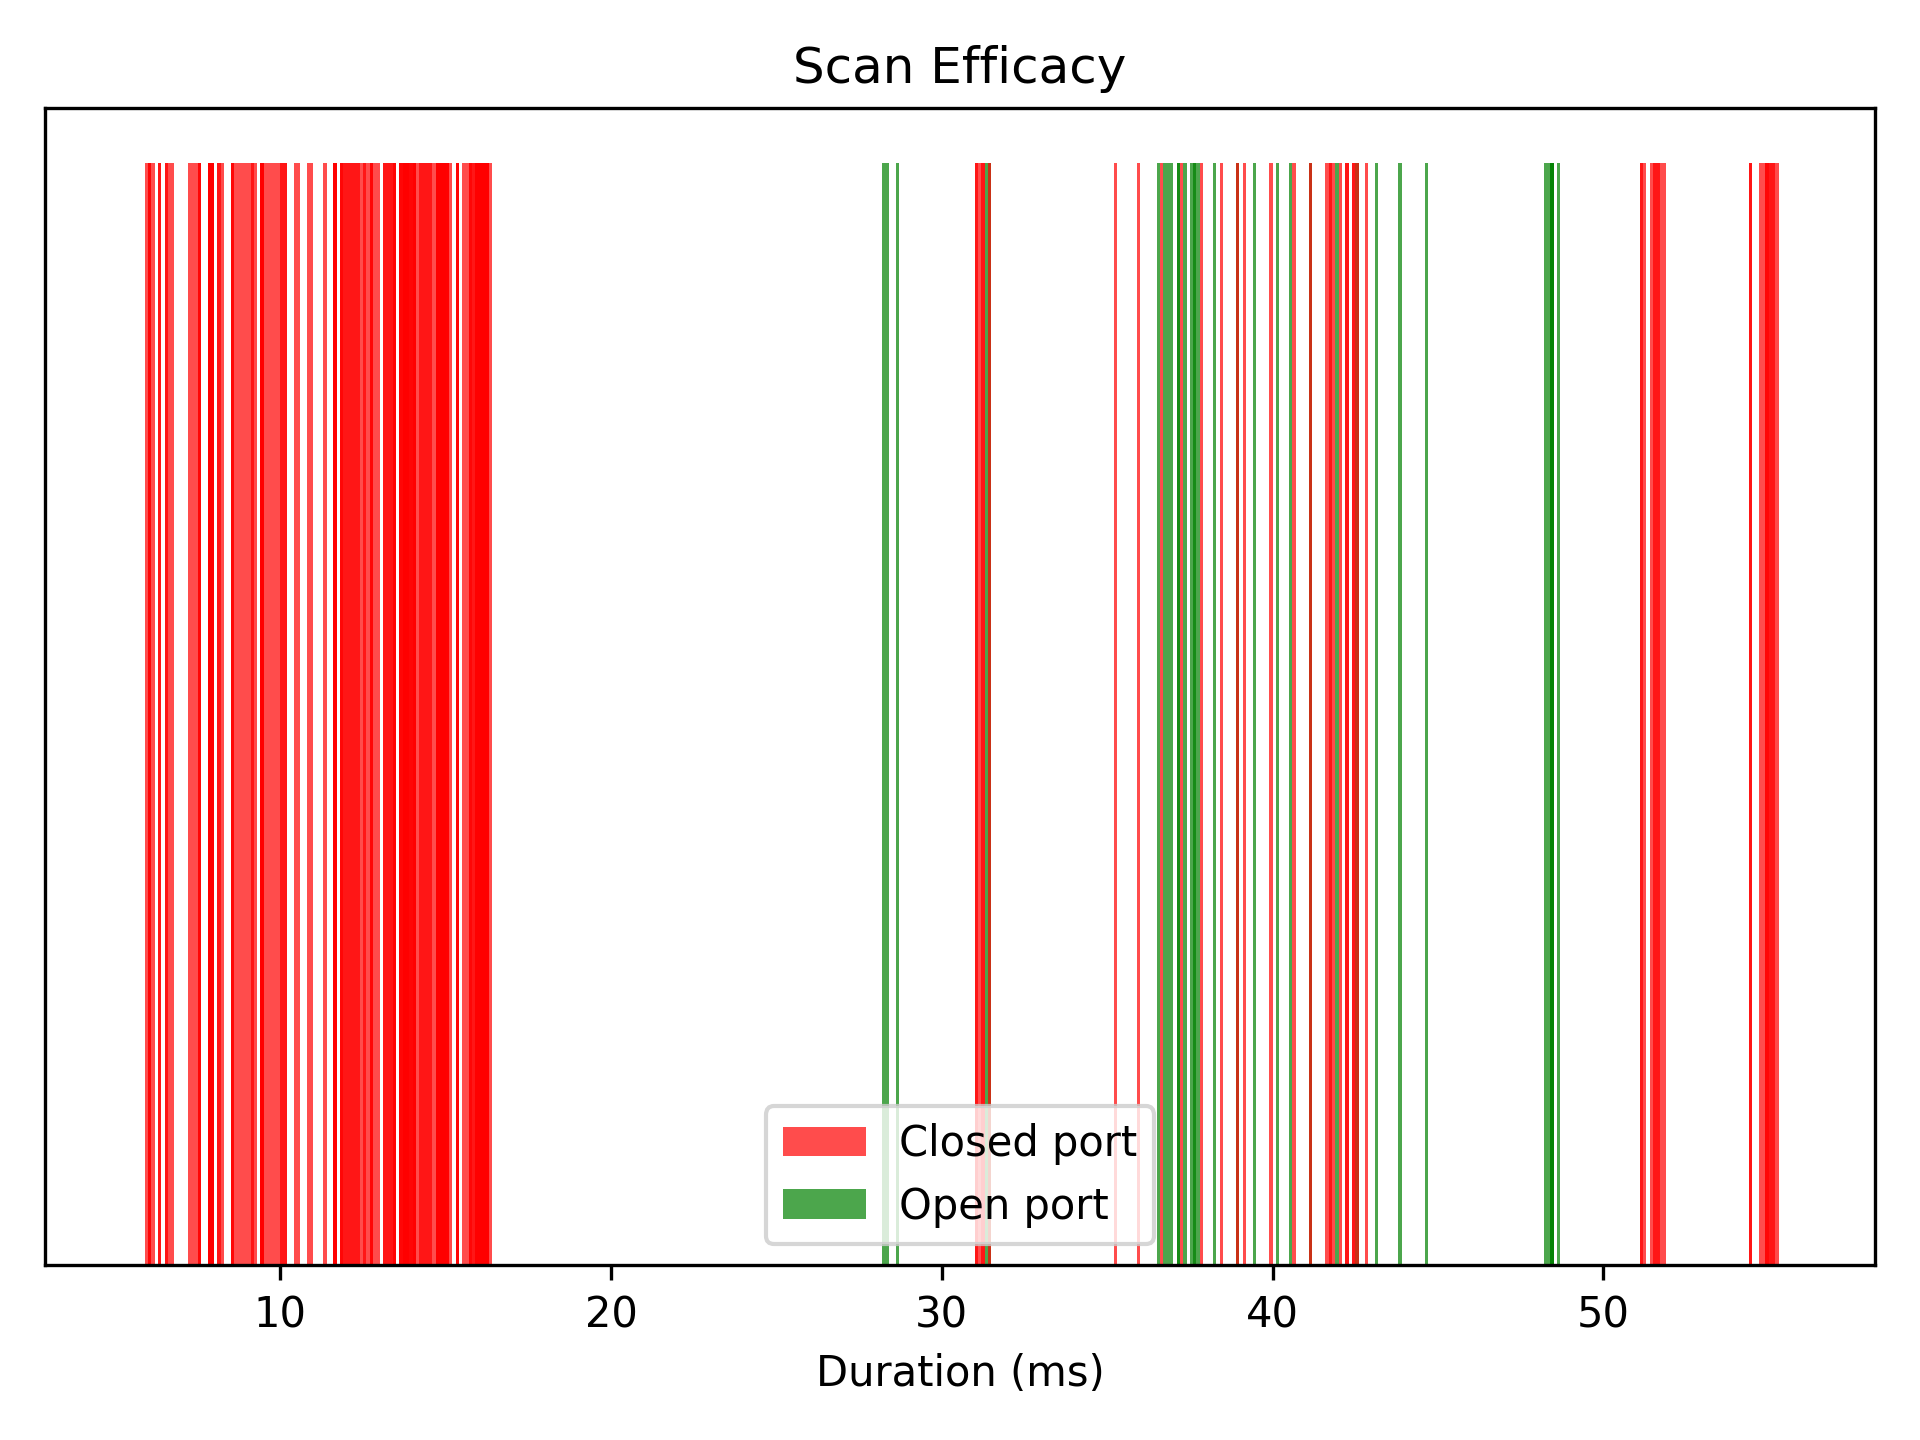 Scan Efficacy
Closed port
Open port
10 20 30 40 50
Duration (ms)